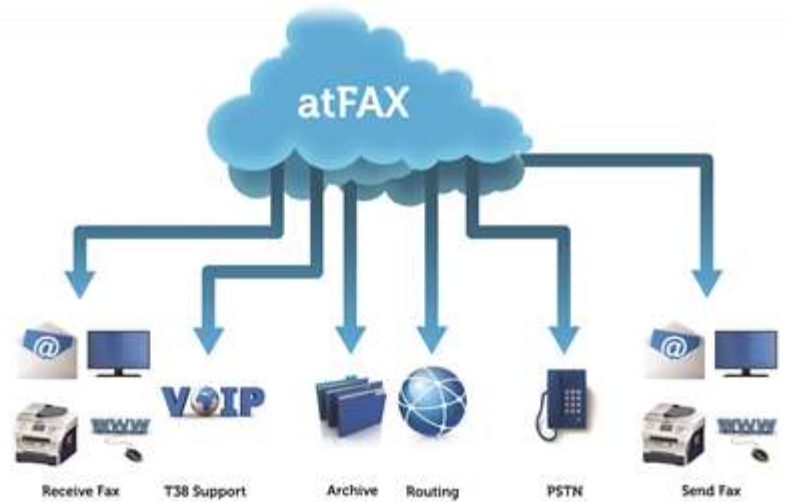 atFAX
@
VOIP
@
WWW
WWW
Receive Fax
T38 Support
Archive
Routing
PSTN
Send Fax